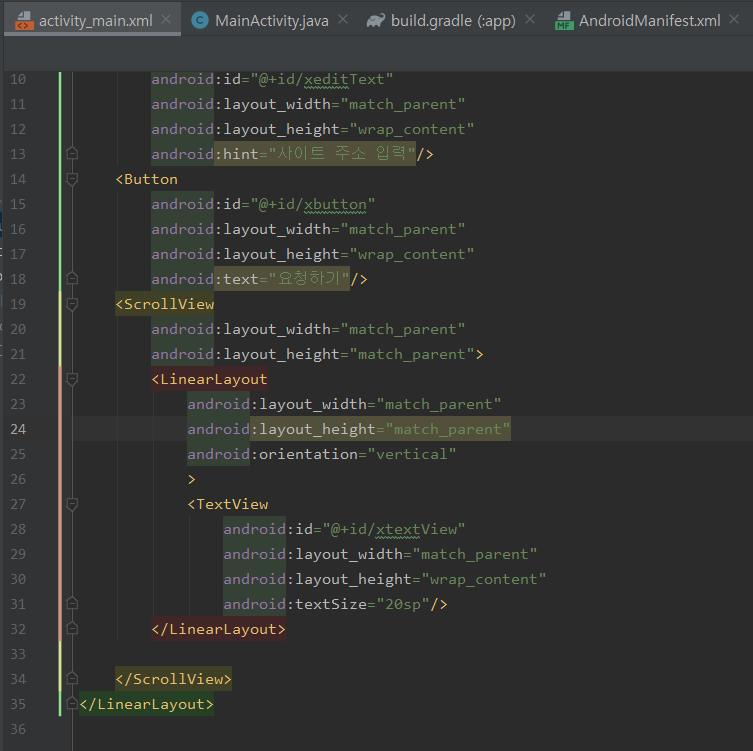 activity_main.xml MainActivity.java build.gradle (:app) AndroidManifest.xml
10 android:id="@+id/xeditText"
11 android:layout_width="match_parent"
12 android:layout_height="wrap_content"
13 android:hint="사이트 주소 입력"/>
14 <Button
15 android:id="@+id/xbutton"
16 android:layout_width="match_parent"
17 android:layout_height="wrap_content"
18 android:text="요청하기"/>
19 <ScrollView
20 android:layout_width="match_parent"
21 android:layout_height="match_parent">
22 <LinearLayout
23 android:layout_width="match_parent"
24 android:layout_height="match_parent"
25 android:orientation="vertical"
26 >
27 <TextView
28 android:id="@+id/xtextView"
29 android:layout_width="match_parent"
30 android:layout_height="wrap_content"
31 android:textSize="20sp"/>
32 </LinearLayout>
33
34 </ScrollView>
35 </LinearLayout>
36